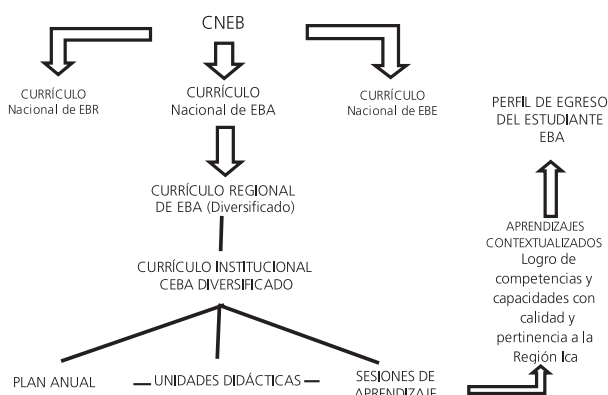 CNEB
CURRÍCULO
Nacional de EBR
CURRÍCULO
Nacional de EBA
CURRÍCULO
Nacional de EBE
CURRÍCULO REGIONAL
DE EBA (Diversificado)
CURRÍCULO INSTITUCIONAL
CEBA DIVERSIFICADO
PLAN ANUAL
UNIDADES DIDÁCTICAS
SESIONES DE
APRENDIZAJE
PERFIL DE EGRESO
DEL ESTUDIANTE
EBA
APRENDIZAJES
CONTEXTUALIZADOS
Logro de
competencias y
capacidades con
calidad y
pertinencia a la
Región Ica